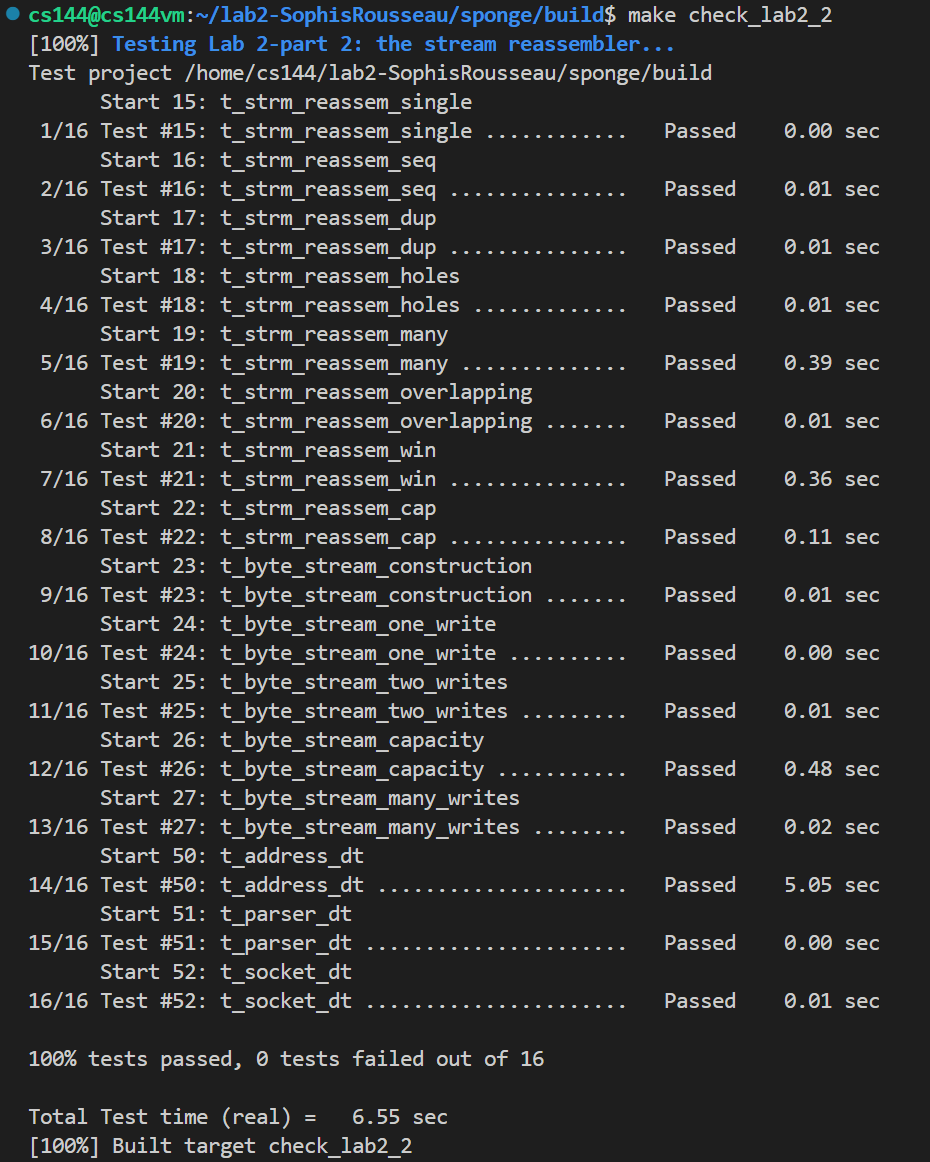 cs144@cs144vm:~/lab2-SophisRousseau/sponge/build$ make check_lab2_2
[100%] Testing Lab 2-part 2: the stream reassembler...
Test project /home/cs144/lab2-SophisRousseau/sponge/build
      Start 15: t_strm_reassem_single
 1/16 Test #15: t_strm_reassem_single ............   Passed    0.00 sec
      Start 16: t_strm_reassem_seq
 2/16 Test #16: t_strm_reassem_seq ...............   Passed    0.01 sec
      Start 17: t_strm_reassem_dup
 3/16 Test #17: t_strm_reassem_dup ...............   Passed    0.01 sec
      Start 18: t_strm_reassem_holes
 4/16 Test #18: t_strm_reassem_holes .............   Passed    0.01 sec
      Start 19: t_strm_reassem_many
 5/16 Test #19: t_strm_reassem_many ..............   Passed    0.39 sec
      Start 20: t_strm_reassem_overlapping
 6/16 Test #20: t_strm_reassem_overlapping .......   Passed    0.01 sec
      Start 21: t_strm_reassem_win
 7/16 Test #21: t_strm_reassem_win ...............   Passed    0.36 sec
      Start 22: t_strm_reassem_cap
 8/16 Test #22: t_strm_reassem_cap ...............   Passed    0.11 sec
      Start 23: t_byte_stream_construction
 9/16 Test #23: t_byte_stream_construction .......   Passed    0.01 sec
      Start 24: t_byte_stream_one_write
10/16 Test #24: t_byte_stream_one_write ..........   Passed    0.00 sec
      Start 25: t_byte_stream_two_writes
11/16 Test #25: t_byte_stream_two_writes .........   Passed    0.01 sec
      Start 26: t_byte_stream_capacity
12/16 Test #26: t_byte_stream_capacity ...........   Passed    0.48 sec
      Start 27: t_byte_stream_many_writes
13/16 Test #27: t_byte_stream_many_writes ........   Passed    0.02 sec
      Start 50: t_address_dt
14/16 Test #50: t_address_dt .....................   Passed    5.05 sec
      Start 51: t_parser_dt
15/16 Test #51: t_parser_dt ......................   Passed    0.00 sec
      Start 52: t_socket_dt
16/16 Test #52: t_socket_dt ......................   Passed    0.01 sec

100% tests passed, 0 tests failed out of 16

Total Test time (real) =   6.55 sec
[100%] Built target check_lab2_2